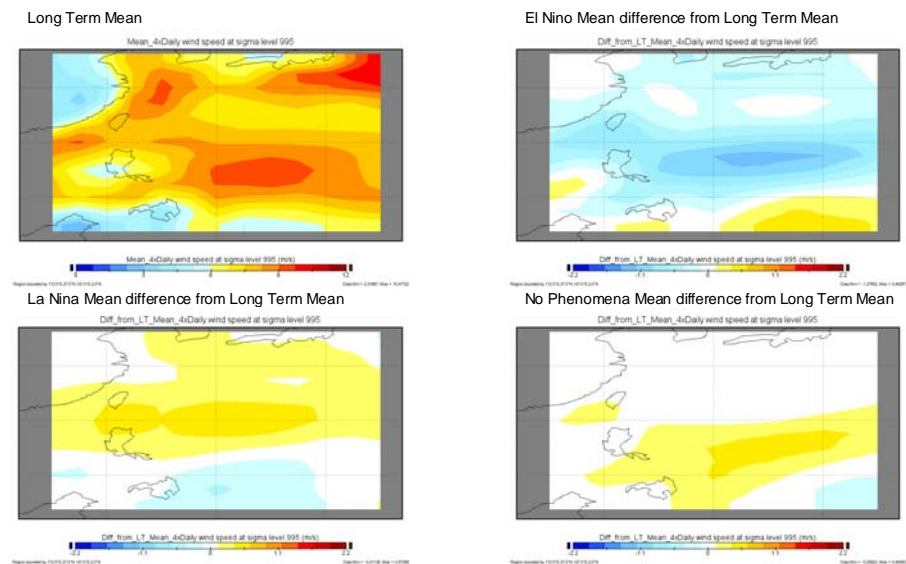 Long Term Mean
El Nino Mean difference from Long Term Mean
Mean_4xDaily wind speed at sigma level 995
Diff_from_LT_Mean_4xDaily wind speed at sigma level 995
Mean_4xDaily wind speed at sigma level 995 (m/s)
Diff_from_LT_Mean_4xDaily wind speed at sigma level 995 (m/s)
0 3 6 9 12
-2.2 -1.1 0 1.1 2.2
La Nina Mean difference from Long Term Mean
No Phenomena Mean difference from Long Term Mean
Diff_from_LT_Mean_4xDaily wind speed at sigma level 995
Diff_from_LT_Mean_4xDaily wind speed at sigma level 995
Diff_from_LT_Mean_4xDaily wind speed at sigma level 995 (m/s)
Diff_from_LT_Mean_4xDaily wind speed at sigma level 995 (m/s)
-2.2 -1.1 0 1.1 2.2
-2.2 -1.1 0 1.1 2.2